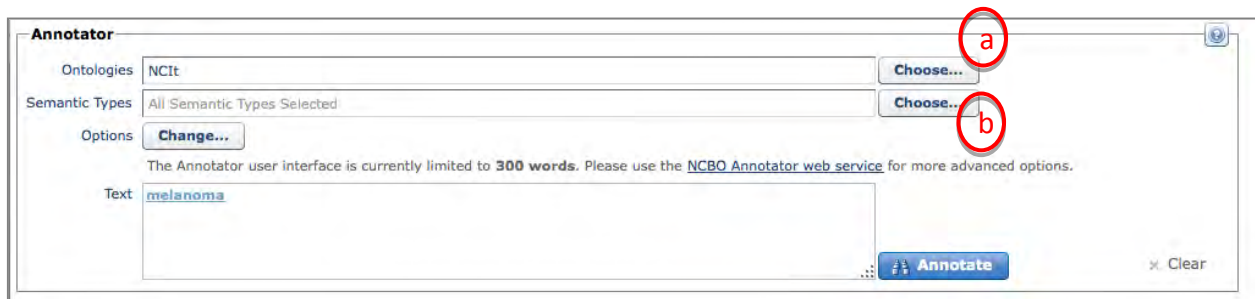 Annotator
a
Ontologies NCIt Choose...
Semantic Types All Semantic Types Selected Choose...
b
Options Change...
The Annotator user interface is currently limited to 300 words. Please use the NCBO Annotator web service for more advanced options.
Text melanoma
Annotate × Clear